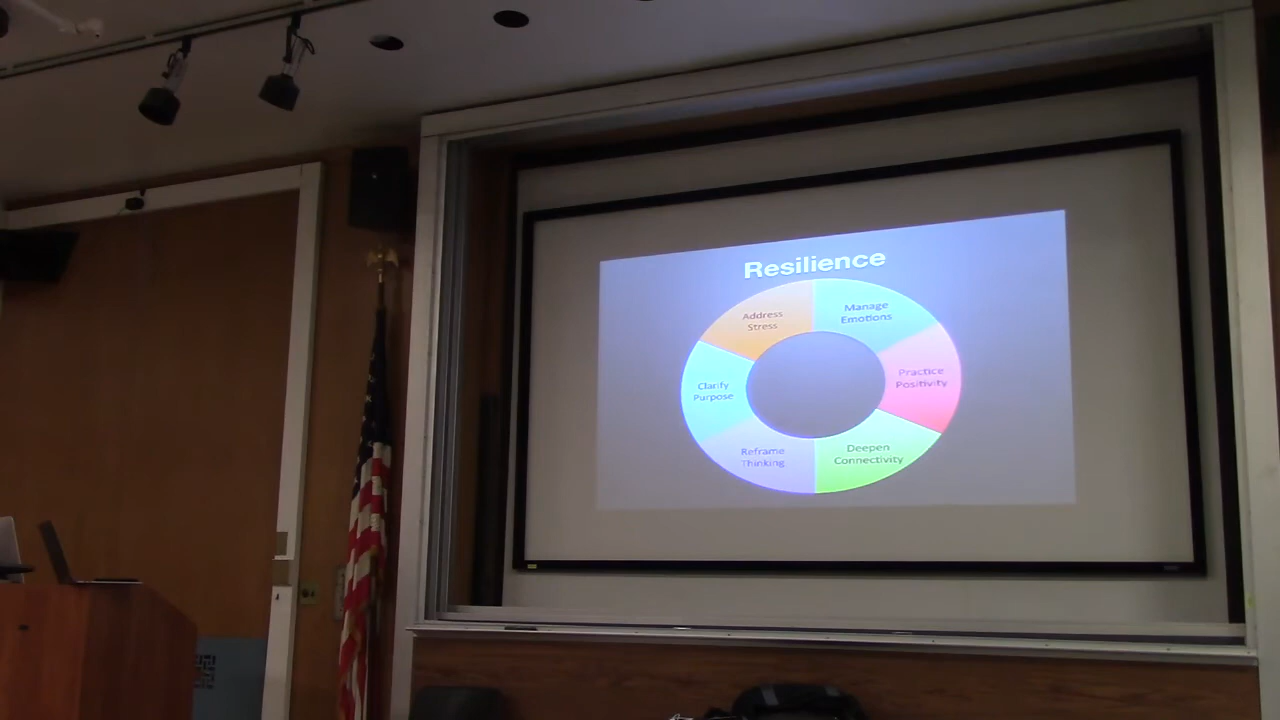 Resilience
Address
Stress
Manage
Emotions
Practice
Positivity
Deepen
Connectivity
Reframe
Thinking
Clarify
Purpose